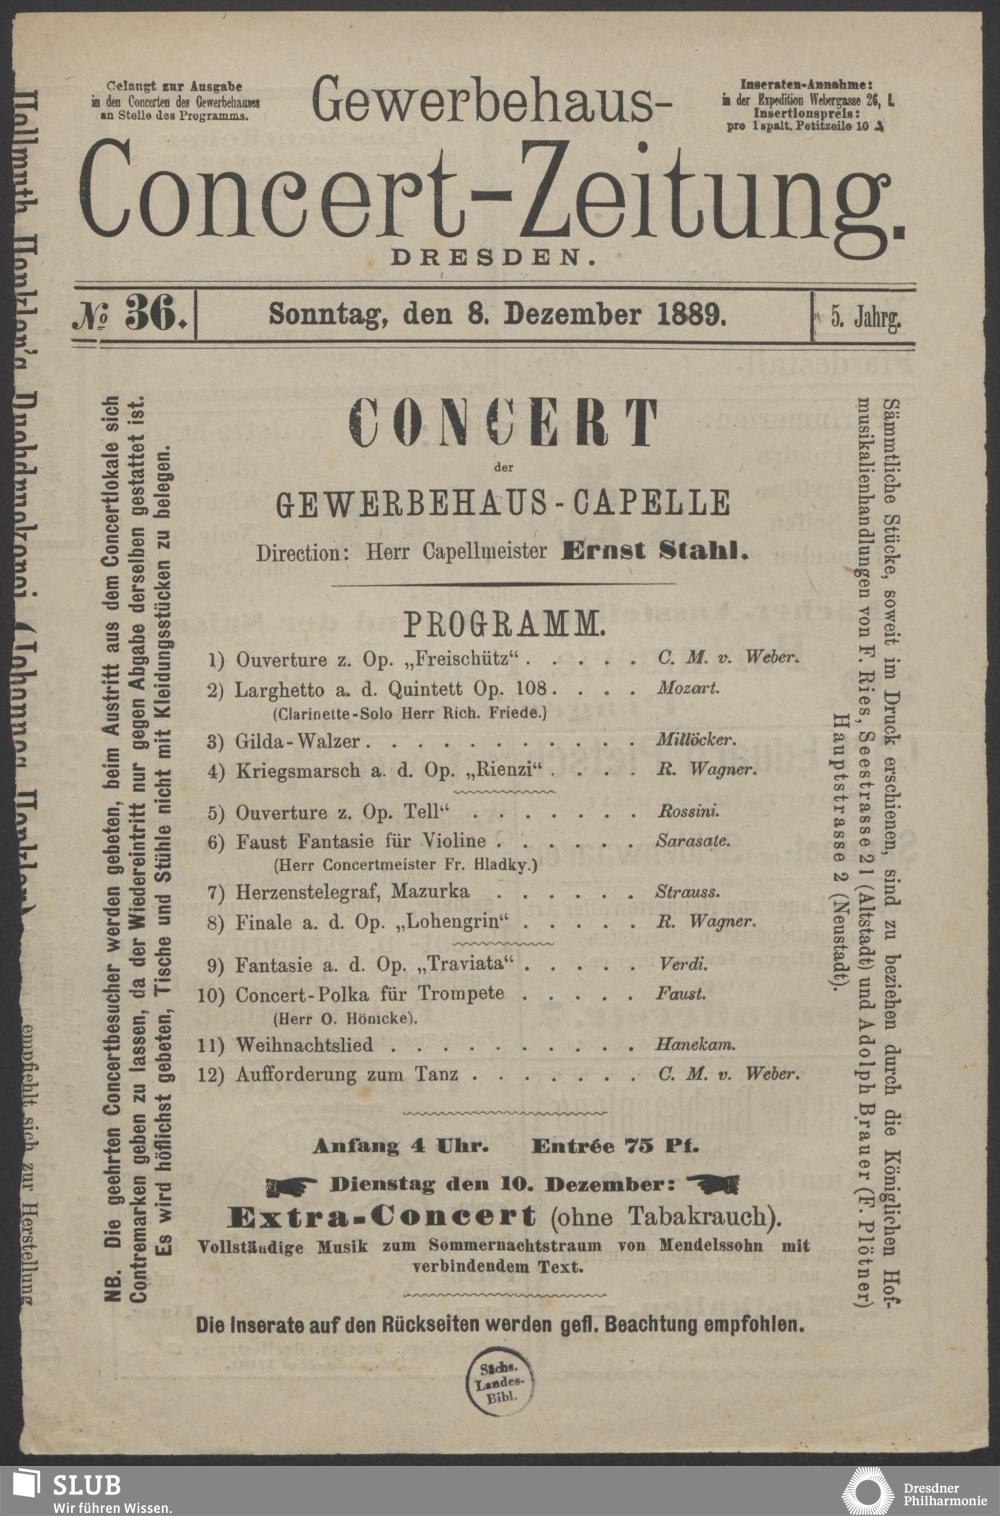 Gelangt zur Ausgabe
in den Concerten des Gewerbehauses
an Stelle des Programms.
Gewerbehaus-
Inseraten-Annahme:
in der Expedition Webergasse 26, I.
Insertionspreis:
pro 1spalt. Petitzeile 10 ₰
Concert-Zeitung.
DRESDEN.
№ 36.
Sonntag, den 8. Dezember 1889.
5. Jahrg.
CONCERT
der
GEWERBEHAUS-CAPELLE
Direction: Herr Capellmeister Ernst Stahl.
PROGRAMM.
1) Ouverture z. Op. „Freischütz“ . . . . . C. M. v. Weber.
2) Larghetto a. d. Quintett Op. 108. . . . Mozart.
(Clarinette-Solo Herr Rich. Friede.)
3) Gilda-Walzer. . . . . . . . . . . Millöcker.
4) Kriegsmarsch a. d. Op. „Rienzi“ . . . . R. Wagner.
5) Ouverture z. Op. Tell“ . . . . . . . Rossini.
6) Faust Fantasie für Violine . . . . . . Sarasate.
(Herr Concertmeister Fr. Hladky.)
7) Herzenstelegraf, Mazurka . . . . . . Strauss.
8) Finale a. d. Op. „Lohengrin“ . . . . . R. Wagner.
9) Fantasie a. d. Op. „Traviata“ . . . . . Verdi.
10) Concert-Polka für Trompete . . . . . Faust.
(Herr O. Hönicke).
11) Weihnachtslied . . . . . . . . . . Hanekam.
12) Aufforderung zum Tanz . . . . . . . C. M. v. Weber.
Anfang 4 Uhr. Entrée 75 Pf.
Dienstag den 10. Dezember:
Extra-Concert (ohne Tabakrauch).
Vollständige Musik zum Sommernachtstraum von Mendelssohn mit
verbindendem Text.
Die Inserate auf den Rückseiten werden gefl. Beachtung empfohlen.
Sächs.
Landes-
Bibl.
NB. Die geehrten Concertbesucher werden gebeten, beim Austritt aus dem Concertlokale sich
Contremarken geben zu lassen, da der Wiedereintritt nur gegen Abgabe derselben gestattet ist.
Es wird höflichst gebeten, Tische und Stühle nicht mit Kleidungsstücken zu belegen.
Sämmtliche Stücke, soweit im Druck erschienen, sind zu beziehen durch die Königlichen Hof-
musikalienhandlungen von F. Ries, Seestrasse 21 (Altstadt) und Adolph Brauer (F. Plötner)
Hauptstrasse 2 (Neustadt).
Hellmuth Henkler's Buchdruckerei (Johannes Henkler)
empfiehlt sich zur Herstellung
SLUB
Wir führen Wissen.
Dresdner
Philharmonie